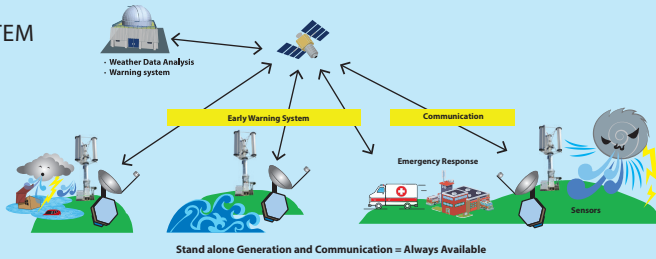 TEM
· Weather Data Analysis
· Warning system
Early Warning System
Communication
Emergency Response
Sensors
Stand alone Generation and Communication = Always Available